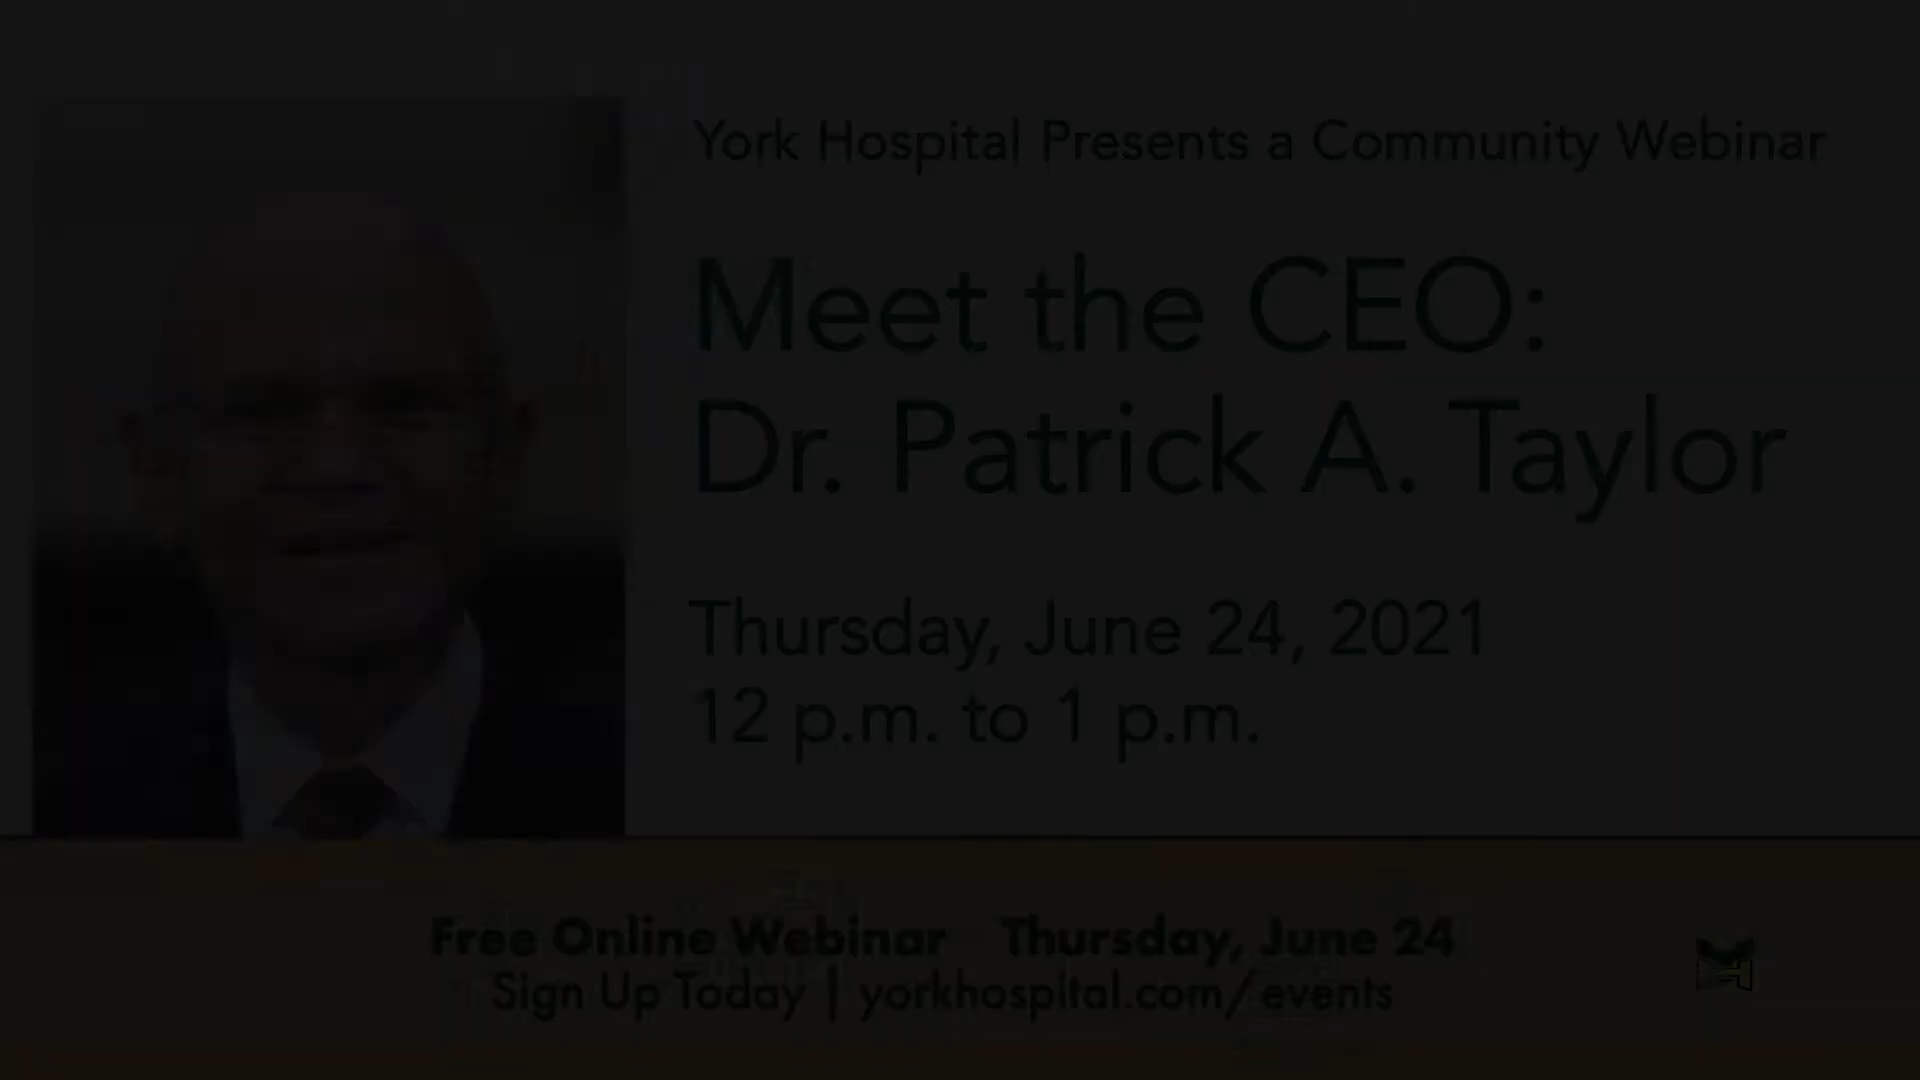 York Hospital Presents a Community Webinar
Meet the CEO:
Dr. Patrick A. Taylor
Thursday, June 24, 2021
12 p.m. to 1 p.m.
Free Online Webinar Thursday, June 24
Sign Up Today | yorkhospital.com/events